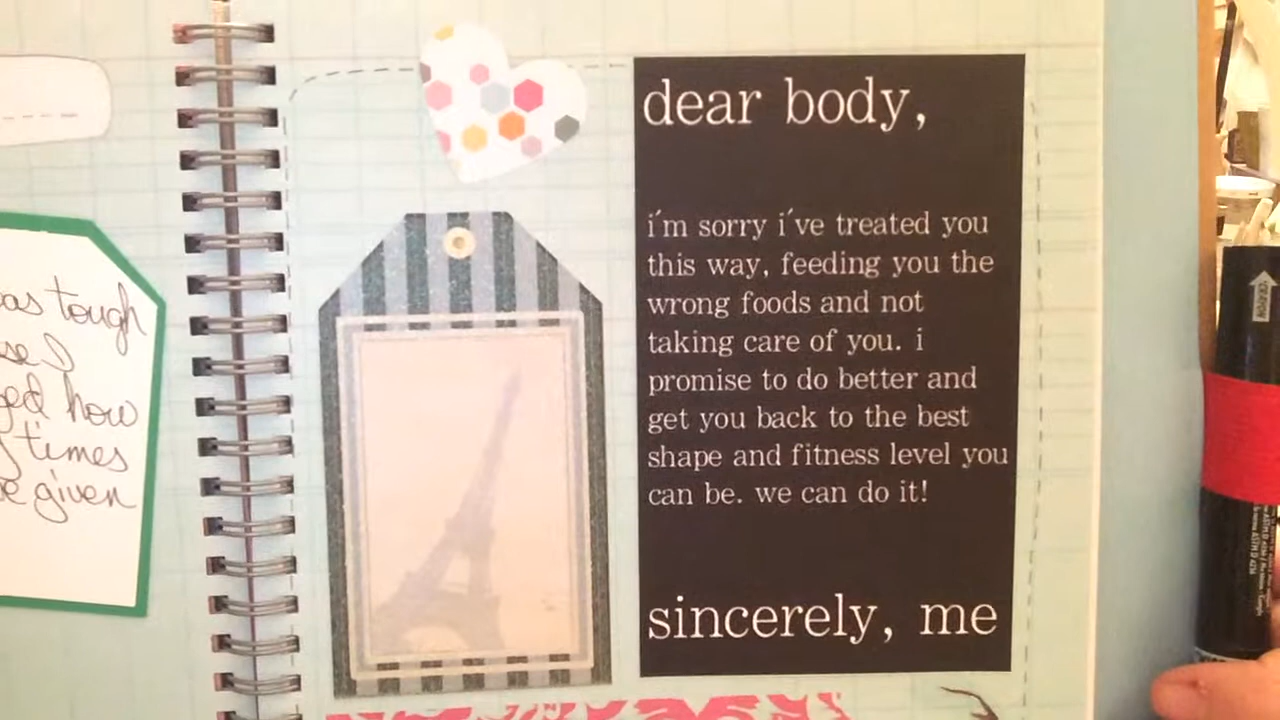 tough
how
times
given
dear body,
i´m sorry i´ve treated you
this way, feeding you the
wrong foods and not
taking care of you. i
promise to do better and
get you back to the best
shape and fitness level you
can be. we can do it!
sincerely, me